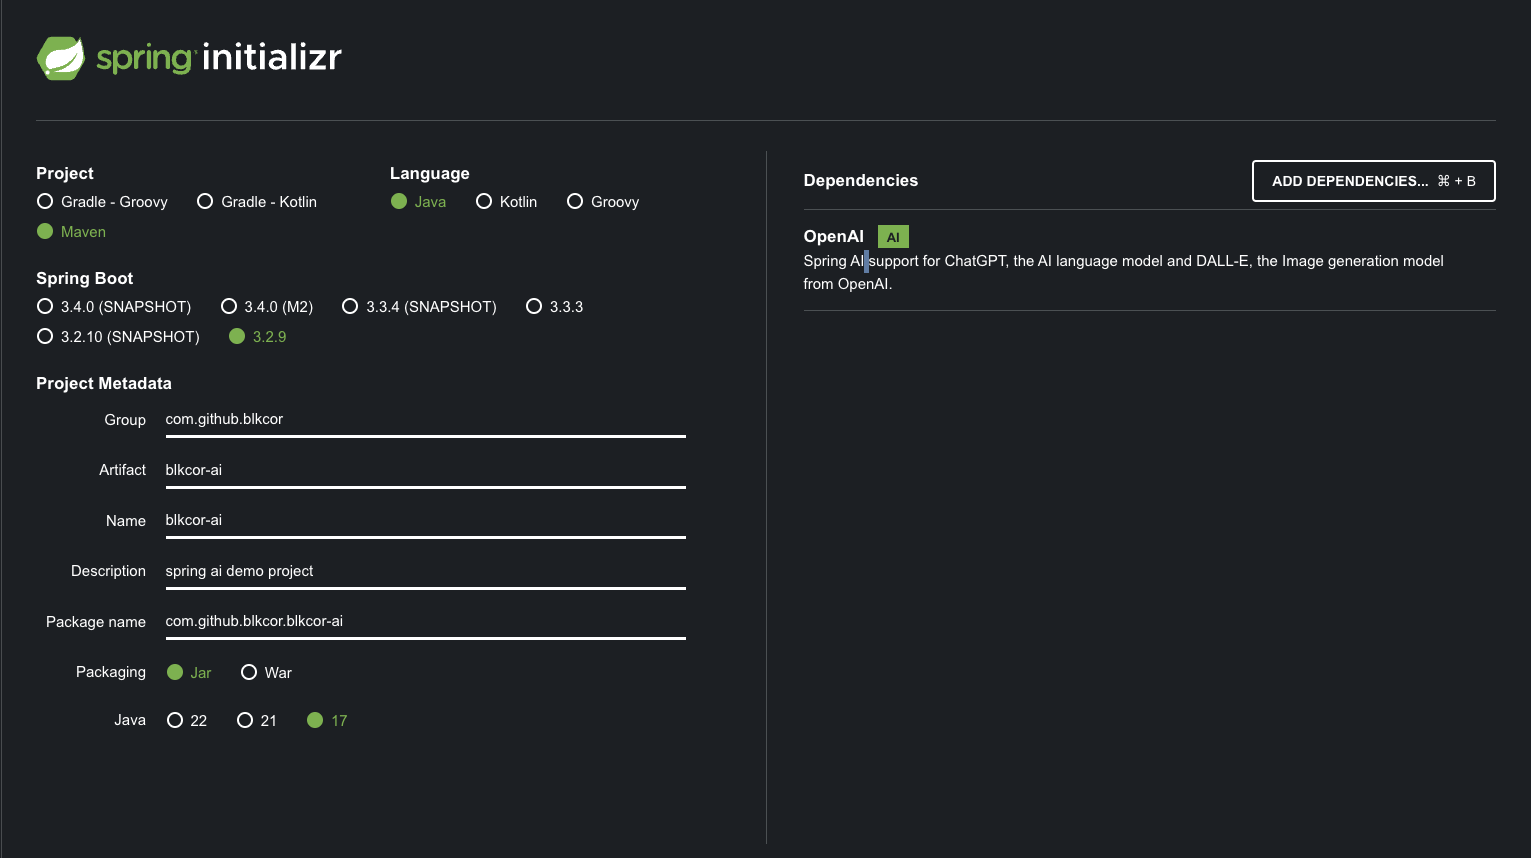 spring initializr
Project
Gradle - Groovy Gradle - Kotlin
Maven
Language
Java Kotlin Groovy
Spring Boot
3.4.0 (SNAPSHOT) 3.4.0 (M2) 3.3.4 (SNAPSHOT) 3.3.3
3.2.10 (SNAPSHOT) 3.2.9
Project Metadata
Group com.github.blkcor
Artifact blkcor-ai
Name blkcor-ai
Description spring ai demo project
Package name com.github.blkcor.blkcor-ai
Packaging Jar War
Java 22 21 17
Dependencies
ADD DEPENDENCIES... ⌘ + B
OpenAI AI
Spring AI support for ChatGPT, the AI language model and DALL-E, the Image generation model
from OpenAI.